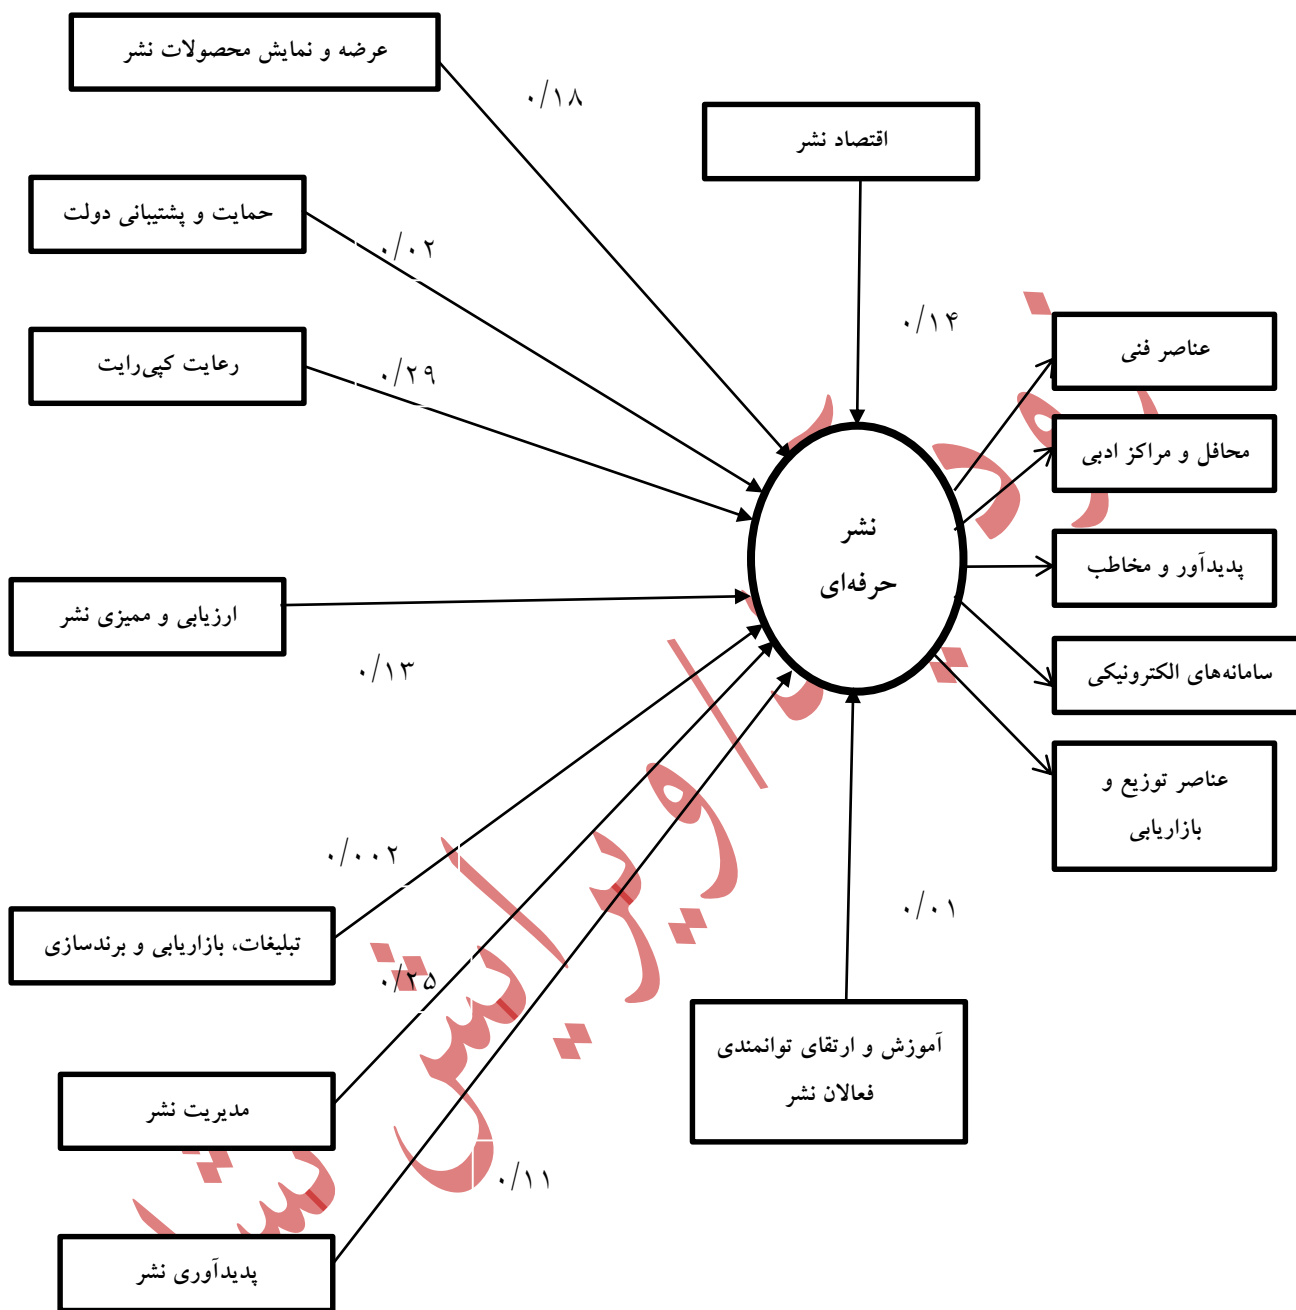 عرضه و نمایش محصولات نشر
۰/۱۸
اقتصاد نشر
حمایت و پشتیبانی دولت
۰/۰۲
۰/۱۴
عناصر فنی
رعایت کپی‌رایت
۰/۲۹
محافل و مراکز ادبی
نشر
حرفه‌ای
پدیدآور و مخاطب
ارزیابی و ممیزی نشر
۰/۱۳
سامانه‌های الکترونیکی
عناصر توزیع و
بازاریابی
۰/۰۰۲
تبلیغات، بازاریابی و برندسازی
۰/۲۵
۰/۰۱
آموزش و ارتقای توانمندی
فعالان نشر
مدیریت نشر
۰/۱۱
پدیدآوری نشر